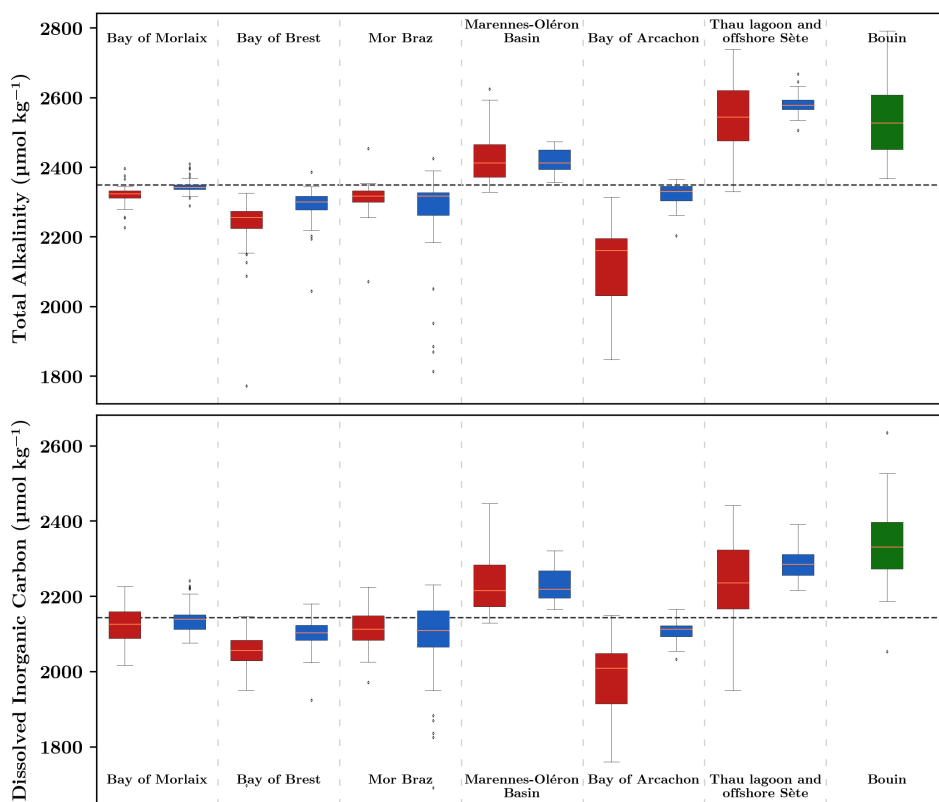 Total Alkalinity (μmol kg⁻¹)
2800
2600
2400
2200
2000
1800
Bay of Morlaix
Bay of Brest
Mor Braz
Marennes-Oléron
Basin
Bay of Arcachon
Thau lagoon and
offshore Sète
Bouin
Dissolved Inorganic Carbon (μmol kg⁻¹)
2600
2400
2200
2000
1800
Bay of Morlaix
Bay of Brest
Mor Braz
Marennes-Oléron
Basin
Bay of Arcachon
Thau lagoon and
offshore Sète
Bouin